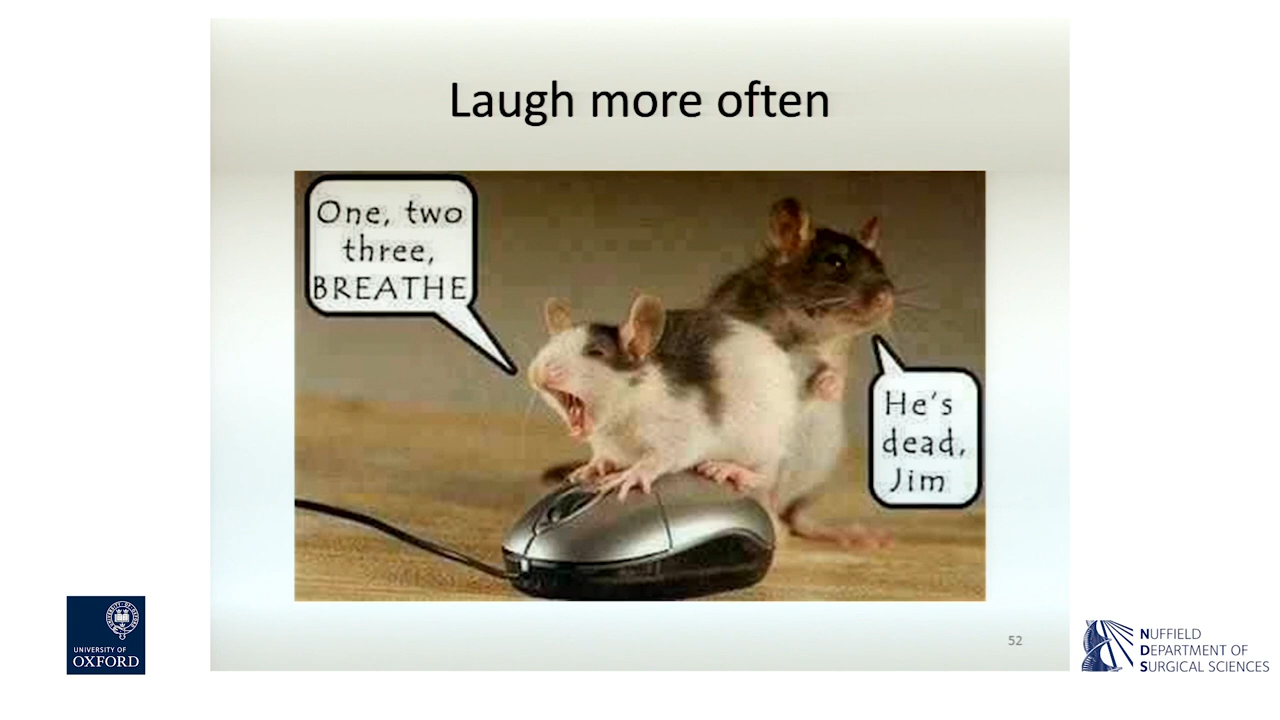 Laugh more often
One, two
three,
BREATHE
He's
dead,
Jim
52
UNIVERSITY OF
OXFORD
NUFFIELD
DEPARTMENT OF
SURGICAL SCIENCES